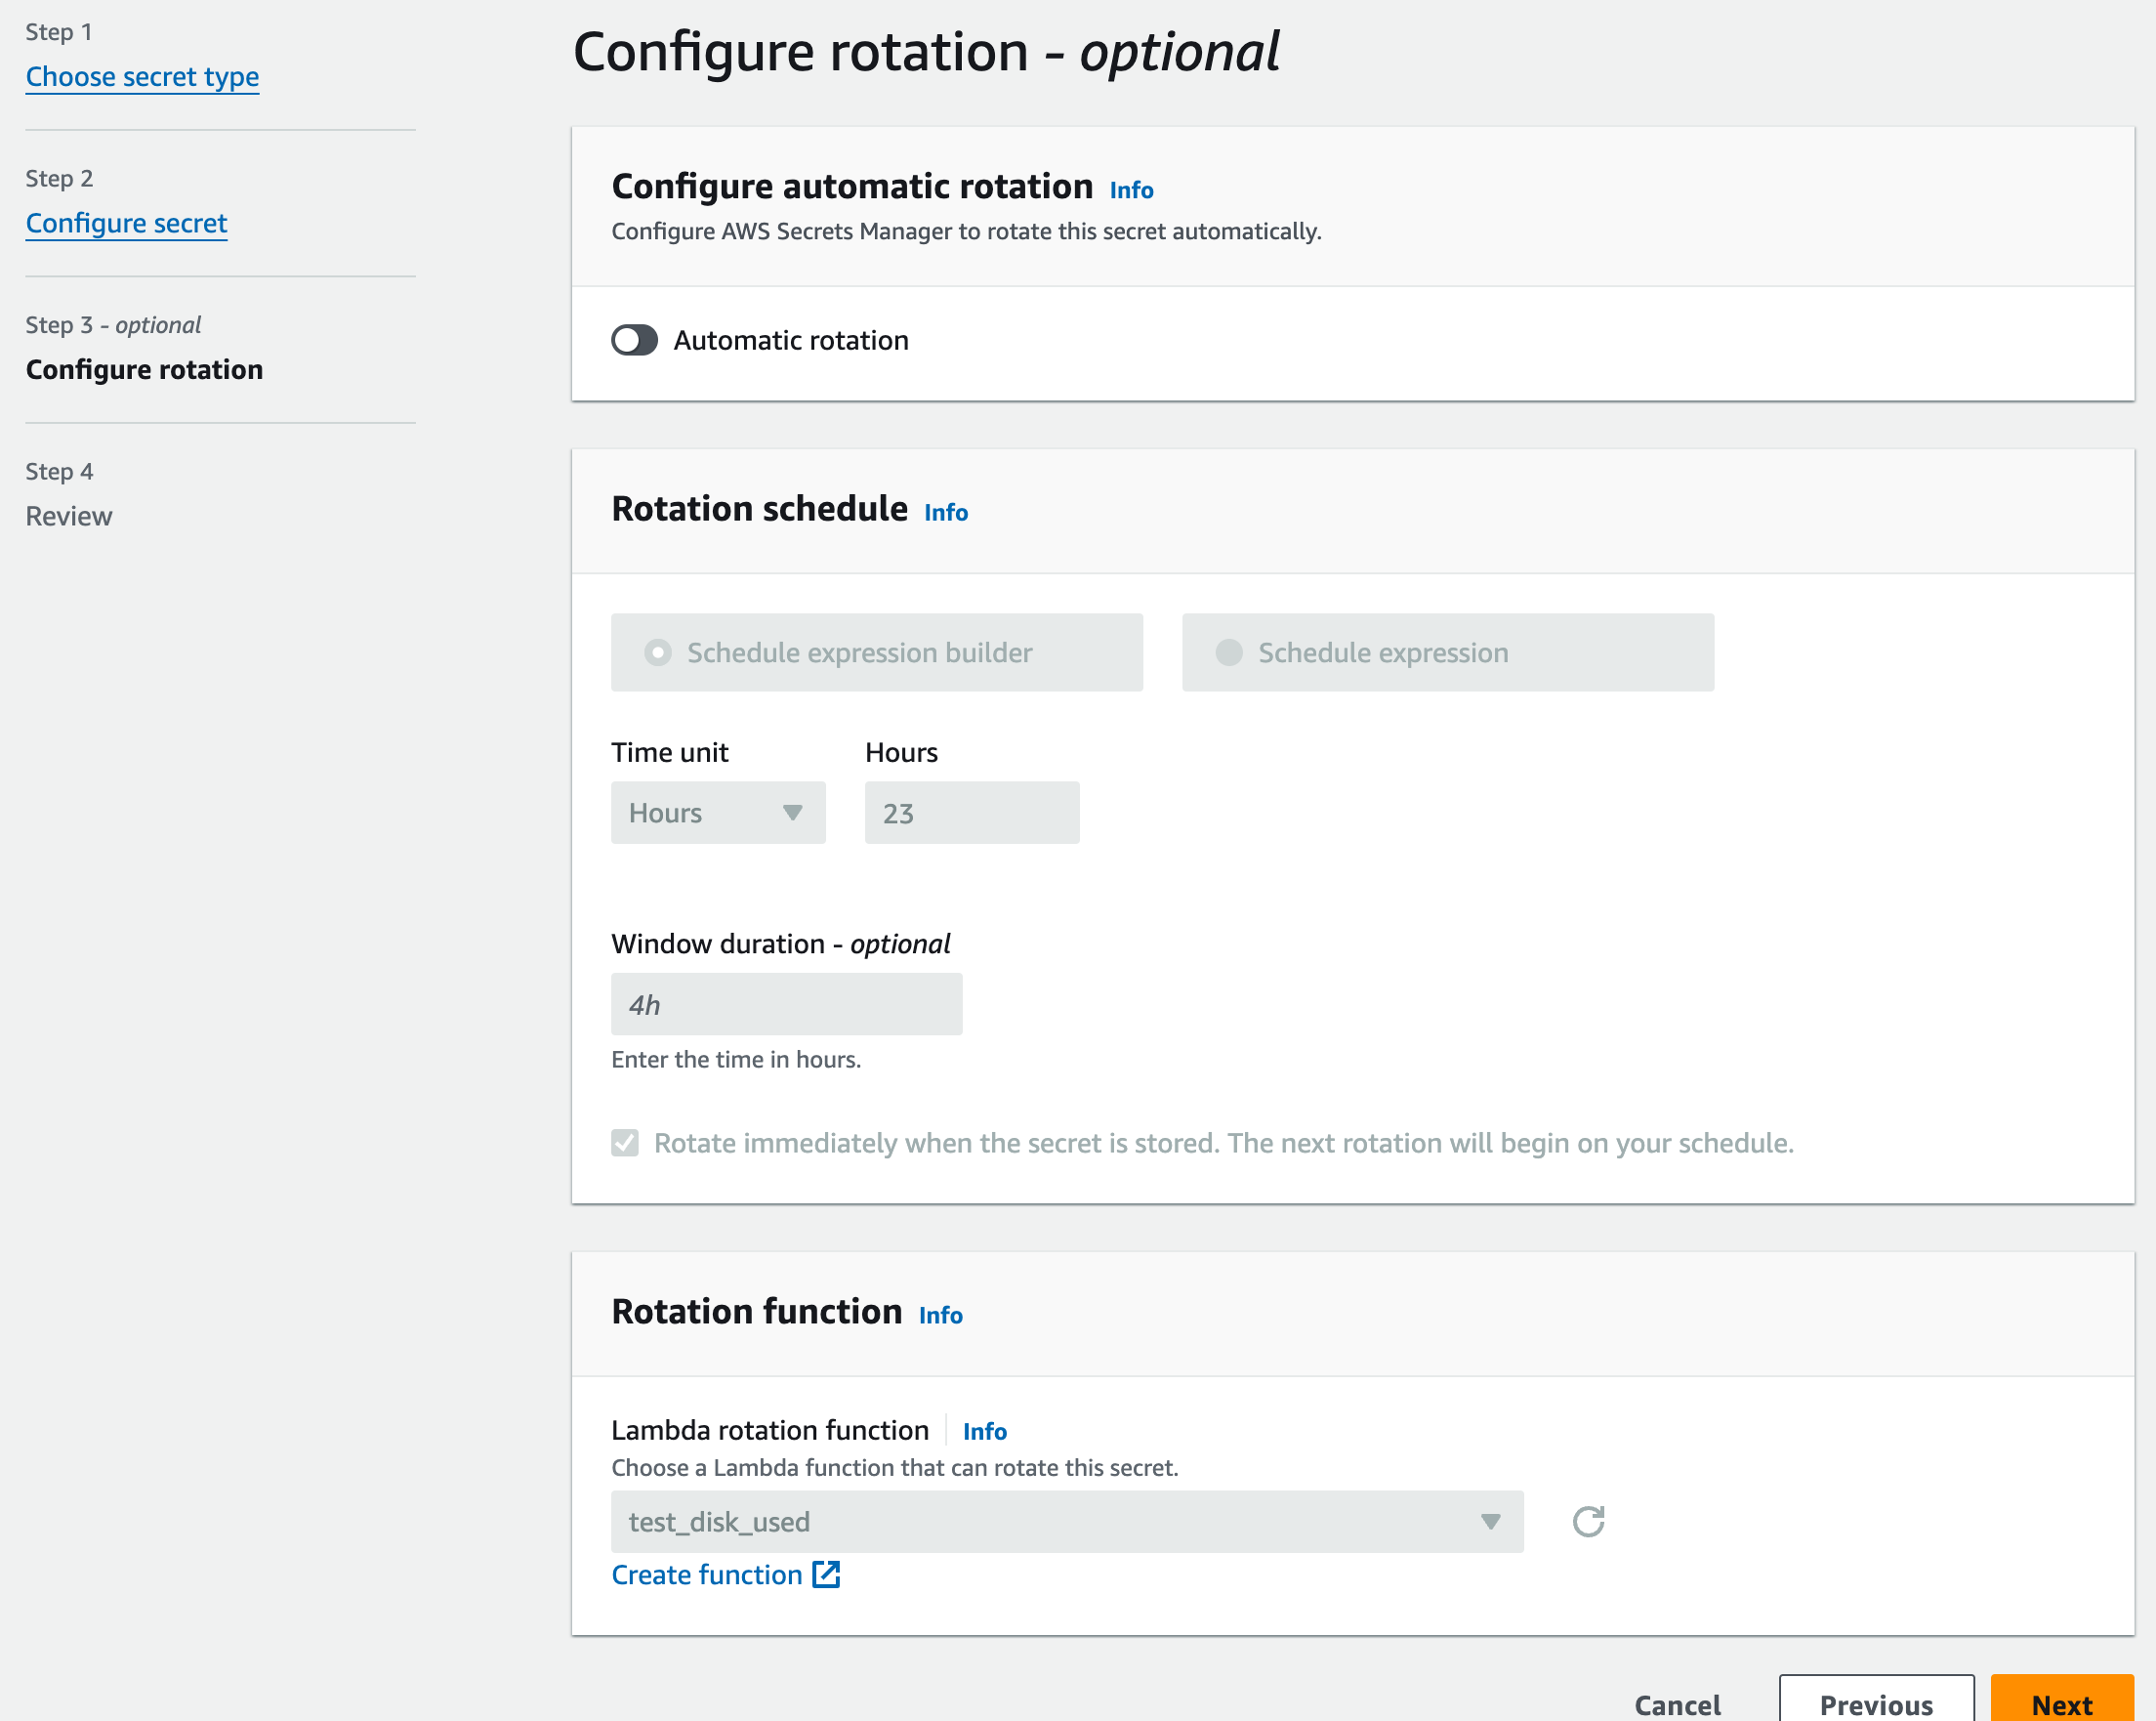 Step 1
Choose secret type
Step 2
Configure secret
Step 3 - optional
Configure rotation
Step 4
Review
Configure rotation - optional
Configure automatic rotation Info
Configure AWS Secrets Manager to rotate this secret automatically.
Automatic rotation
Rotation schedule Info
Schedule expression builder
Schedule expression
Time unit
Hours
Hours
23
Window duration - optional
4h
Enter the time in hours.
Rotate immediately when the secret is stored. The next rotation will begin on your schedule.
Rotation function Info
Lambda rotation function Info
Choose a Lambda function that can rotate this secret.
test_disk_used
Create function
Cancel
Previous
Next